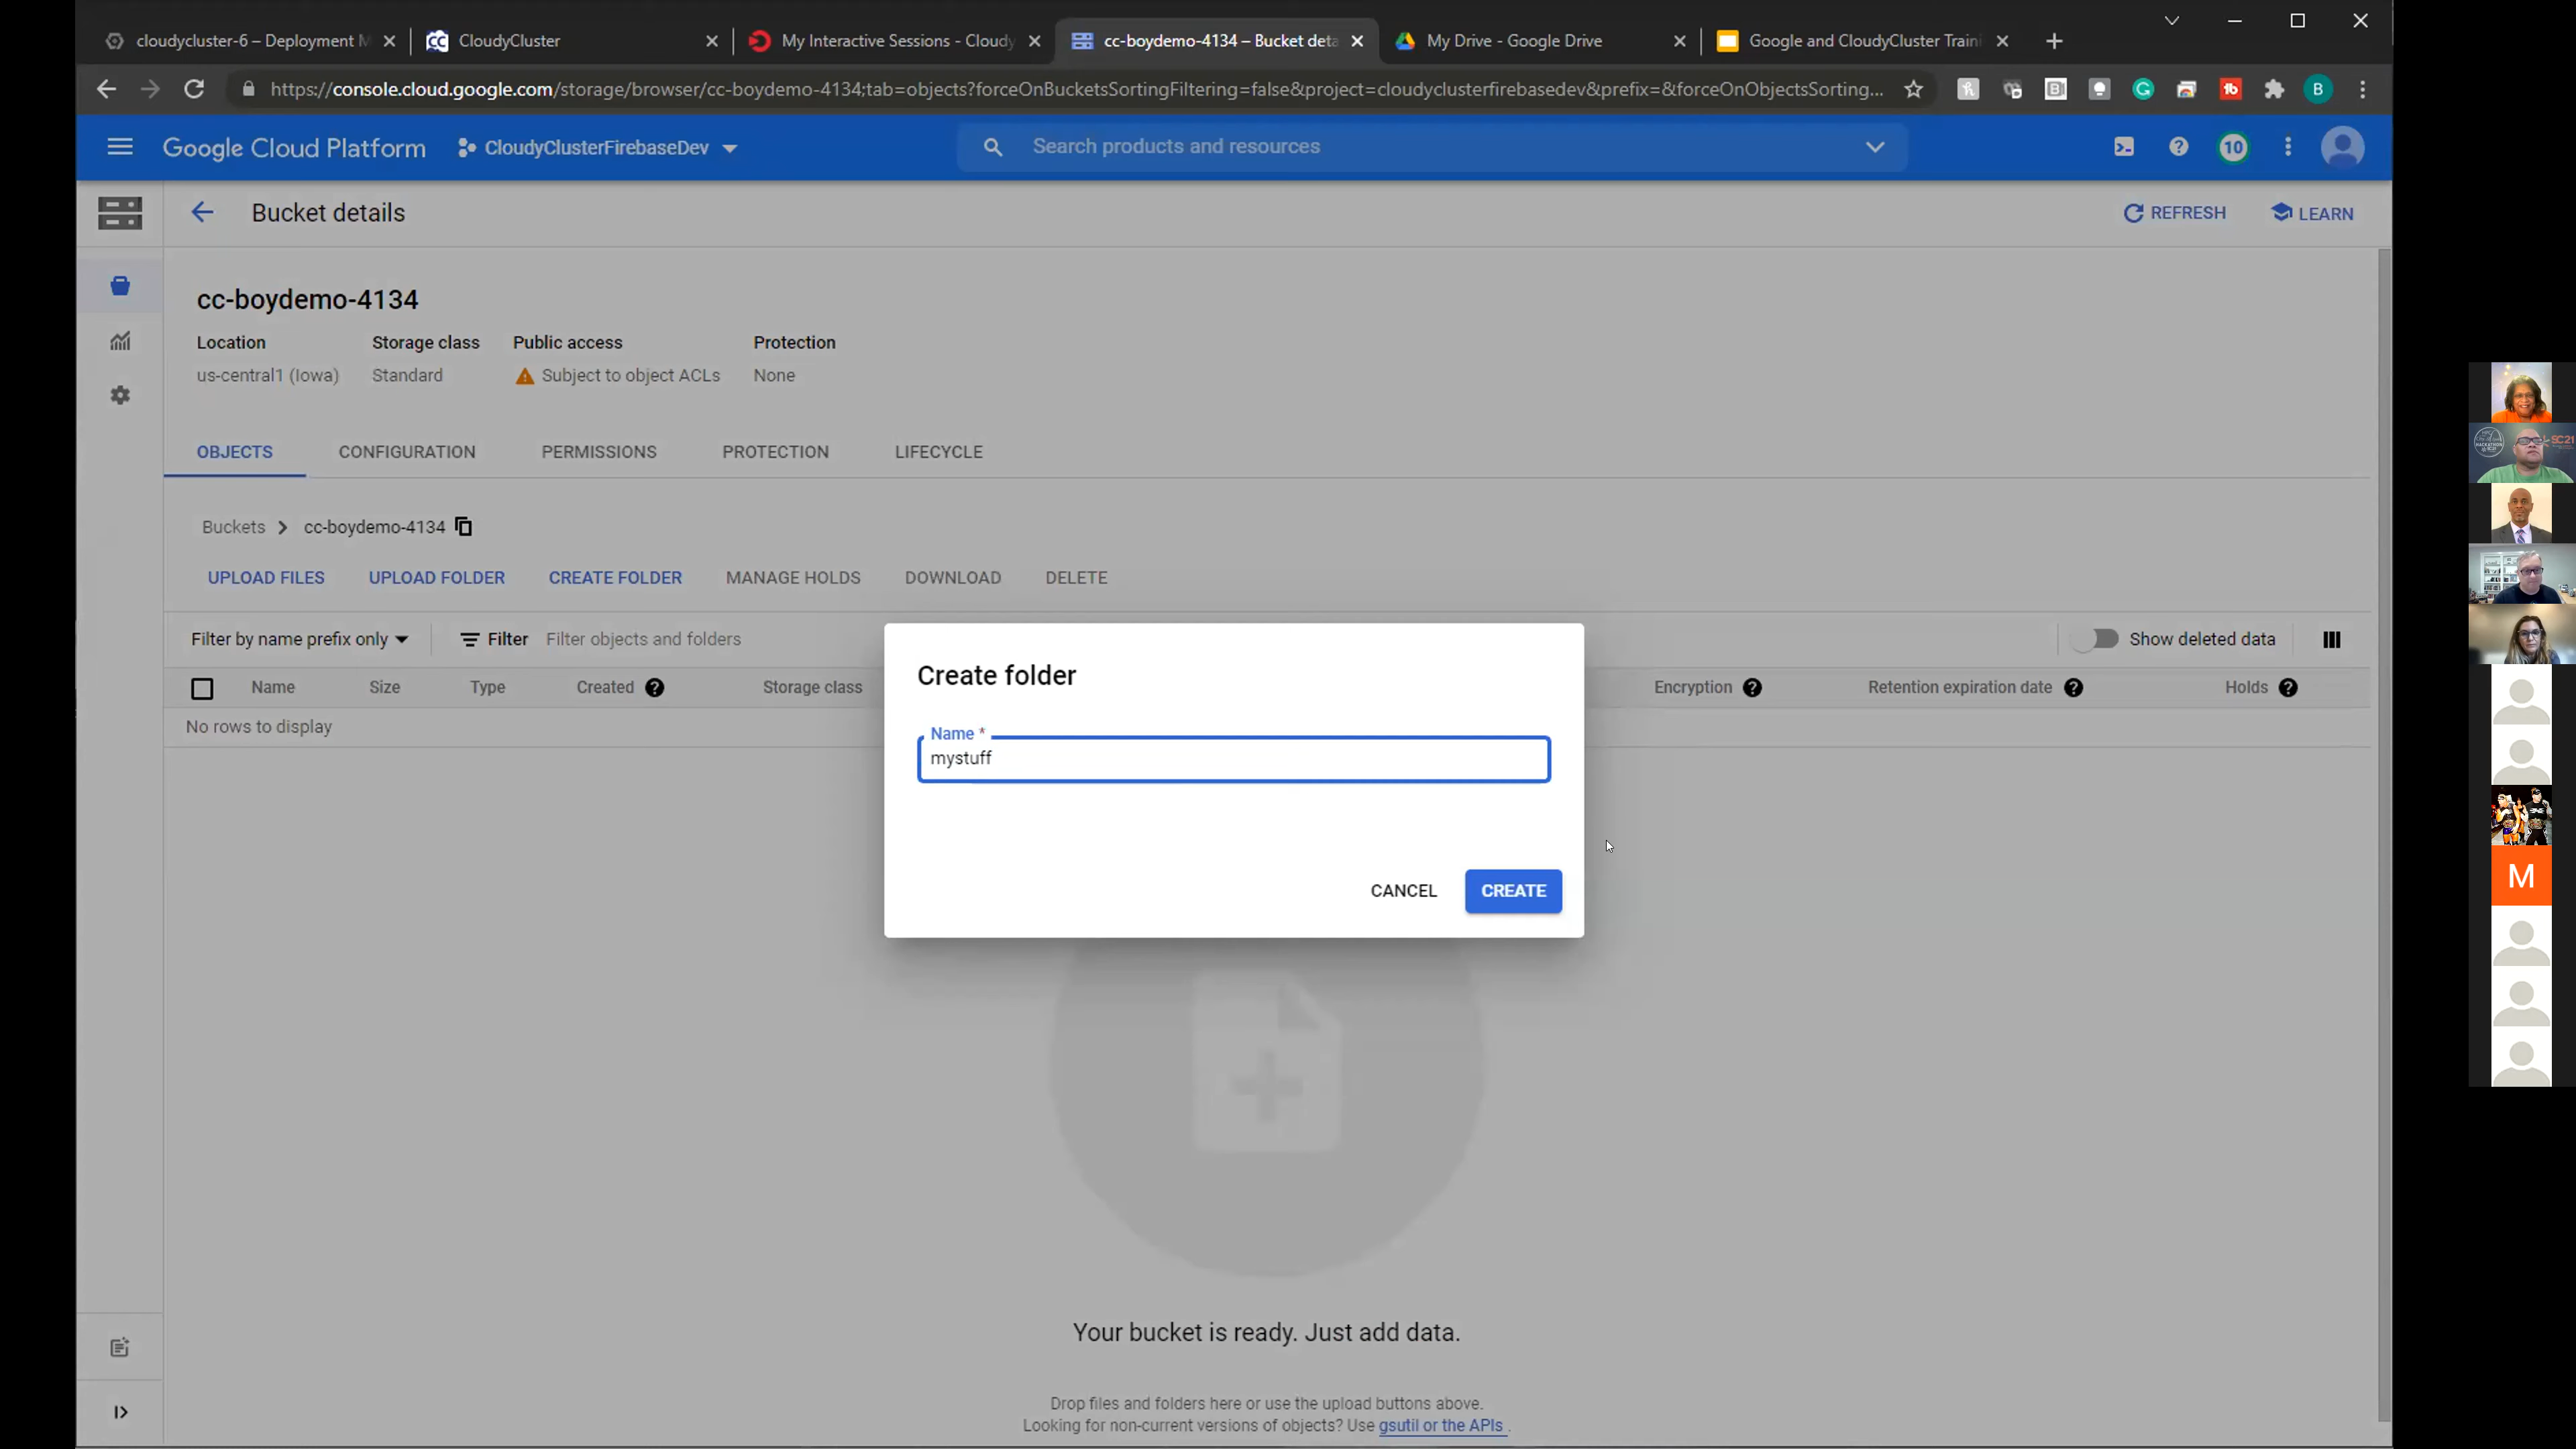 cloudycluster-6 – Deployment M
CloudyCluster
My Interactive Sessions - Cloudy
cc-boydemo-4134 – Bucket deta
My Drive - Google Drive
Google and CloudyCluster Traini
https://console.cloud.google.com/storage/browser/cc-boydemo-4134;tab=objects?forceOnBucketsSortingFiltering=false&project=cloudyclusterfirebasedev&prefix=&forceOnObjectsSorting...
B
Google Cloud Platform
CloudyClusterFirebaseDev
Search products and resources
10
Bucket details
REFRESH
LEARN
cc-boydemo-4134
Location Storage class Public access Protection
us-central1 (Iowa) Standard Subject to object ACLs None
OBJECTS CONFIGURATION PERMISSIONS PROTECTION LIFECYCLE
SC21
Buckets > cc-boydemo-4134
UPLOAD FILES UPLOAD FOLDER CREATE FOLDER MANAGE HOLDS DOWNLOAD DELETE
Filter by name prefix only Filter Filter objects and folders Show deleted data
Name Size Type Created Storage class Encryption Retention expiration date Holds
No rows to display
Create folder
Name *
mystuff
CANCEL CREATE
M
Your bucket is ready. Just add data.
Drop files and folders here or use the upload buttons above.
Looking for non-current versions of objects? Use gsutil or the APIs .